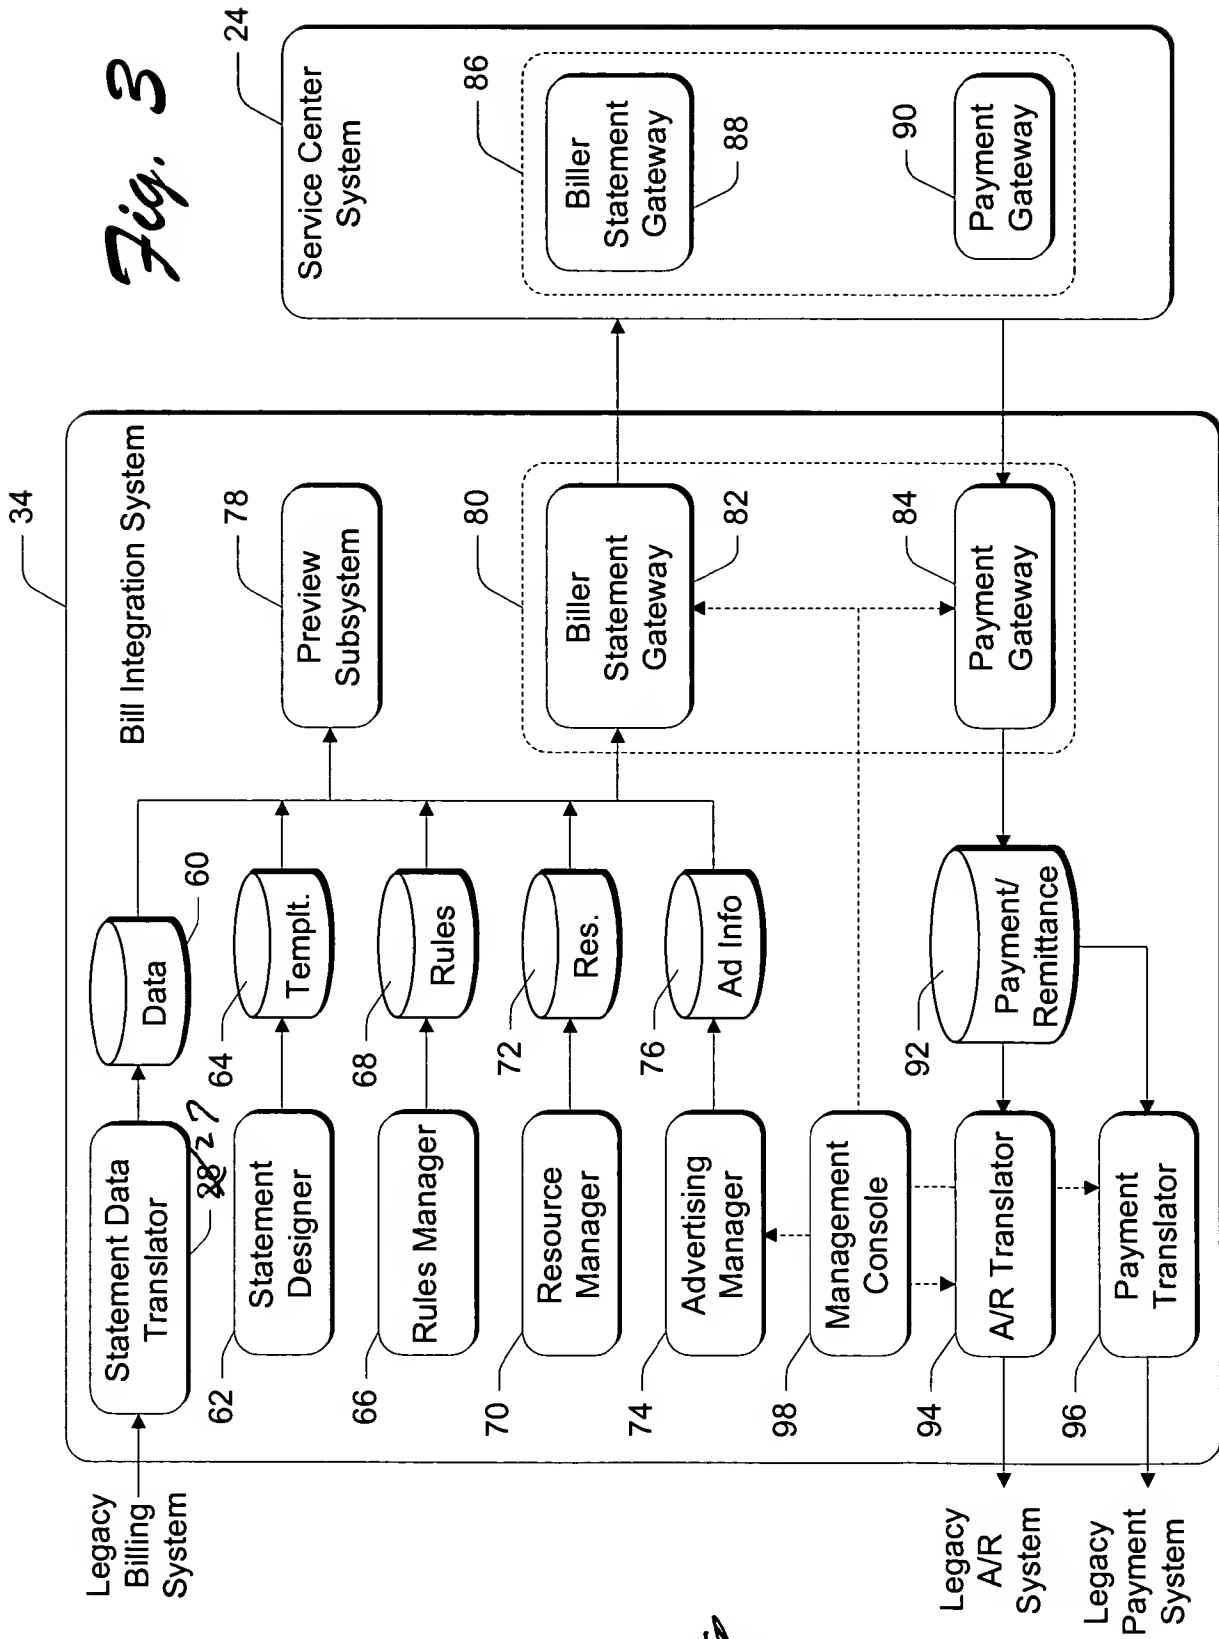 Fig. 3
24
Service Center
System
86
Biller
Statement
Gateway
88
90
Payment
Gateway
34
Bill Integration System
78
Preview
Subsystem
80
Biller
Statement
Gateway
82
84
Payment
Gateway
Legacy
Billing
System
Statement Data
Translator
28 27
Data
60
62
Statement
Designer
64
Templt.
66
Rules Manager
68
Rules
70
Resource
Manager
72
Res.
74
Advertising
Manager
76
Ad Info
98
Management
Console
92
Payment/
Remittance
94
A/R Translator
96
Payment
Translator
Legacy
A/R
System
Legacy
Payment
System